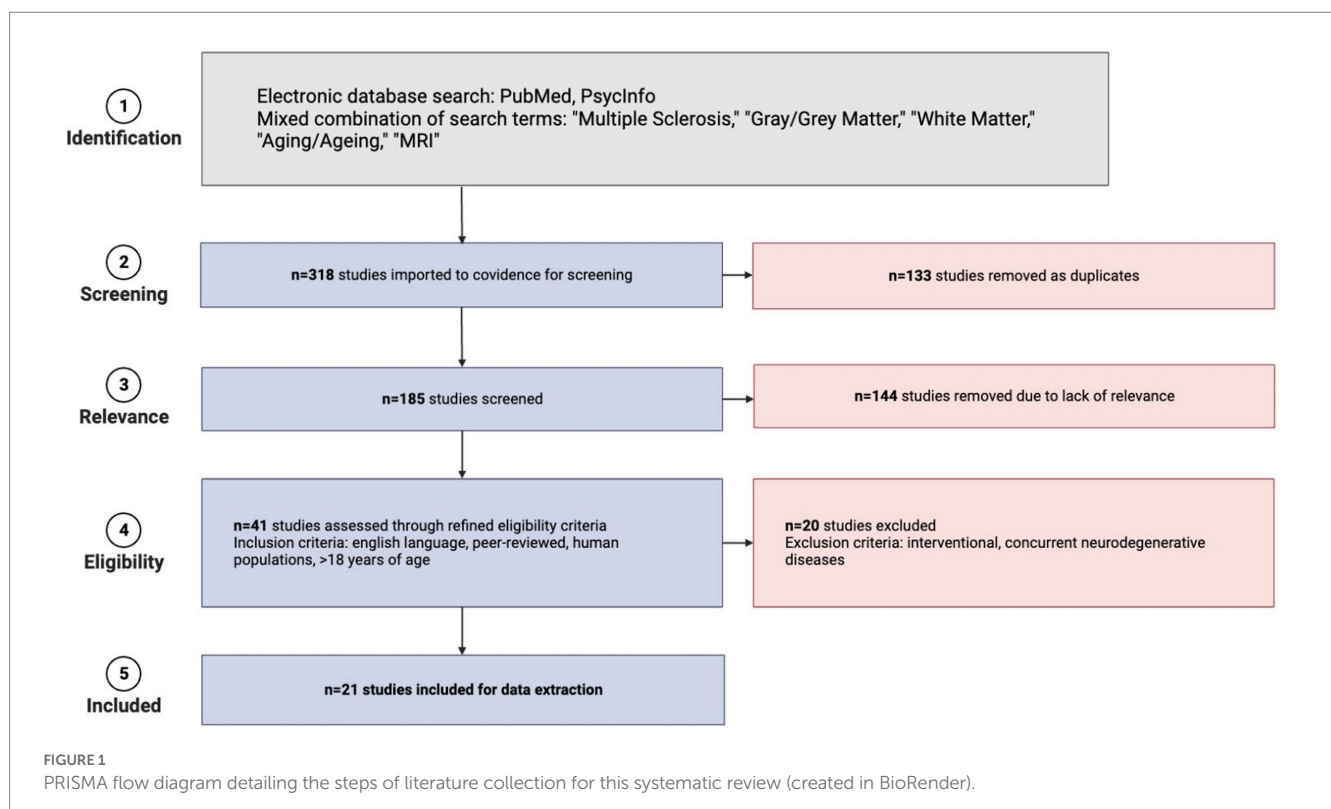 1
Identification
Electronic database search: PubMed, PsycInfo
Mixed combination of search terms: "Multiple Sclerosis," "Gray/Grey Matter," "White Matter,"
"Aging/Ageing," "MRI"
2
Screening
n=318 studies imported to covidence for screening
n=133 studies removed as duplicates
3
Relevance
n=185 studies screened
n=144 studies removed due to lack of relevance
4
Eligibility
n=41 studies assessed through refined eligibility criteria
Inclusion criteria: english language, peer-reviewed, human
populations, >18 years of age
n=20 studies excluded
Exclusion criteria: interventional, concurrent neurodegenerative
diseases
5
Included
n=21 studies included for data extraction
FIGURE 1
PRISMA flow diagram detailing the steps of literature collection for this systematic review (created in BioRender).